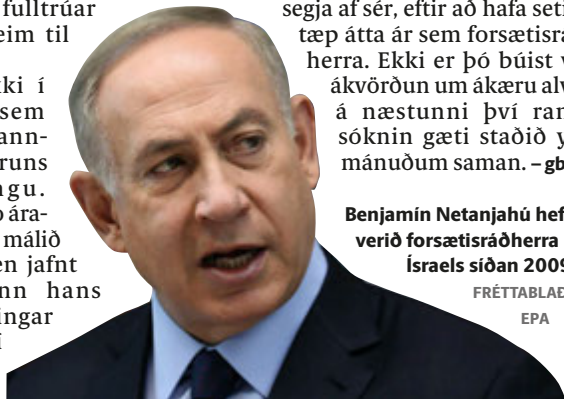 fulltrúar
eim til
ki í
sem
ann-
runs
ngu.
ára-
málið
en jafnt
nn hans
ingar
segja af sér, eftir að hafa seti
tæp átta ár sem forsætisrá
herra. Ekki er þó búist v
ákvörðun um ákæru alv
á næstunni því ran
sóknin gæti staðið y
mánuðum saman. – gb
Benjamín Netanjahú hef
verið forsætisráðherra
Ísraels síðan 2009
FRÉTTABLAÐ
EPA